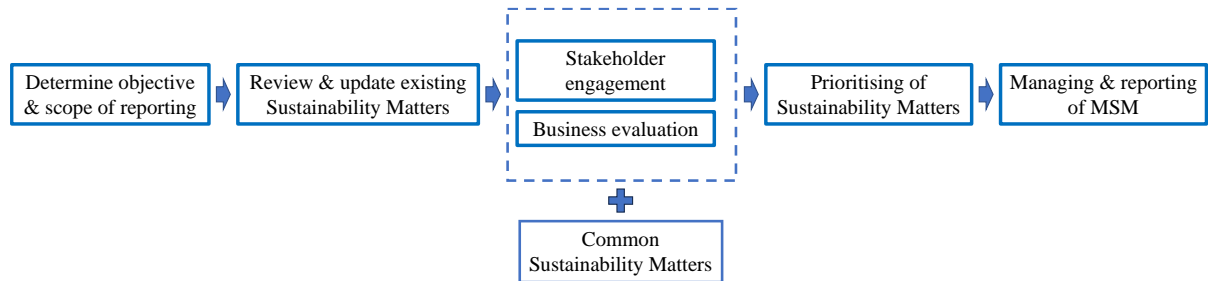 Determine objective
& scope of reporting
Review & update existing
Sustainability Matters
Stakeholder
engagement
Business evaluation
Common
Sustainability Matters
Prioritising of
Sustainability Matters
Managing & reporting
of MSM